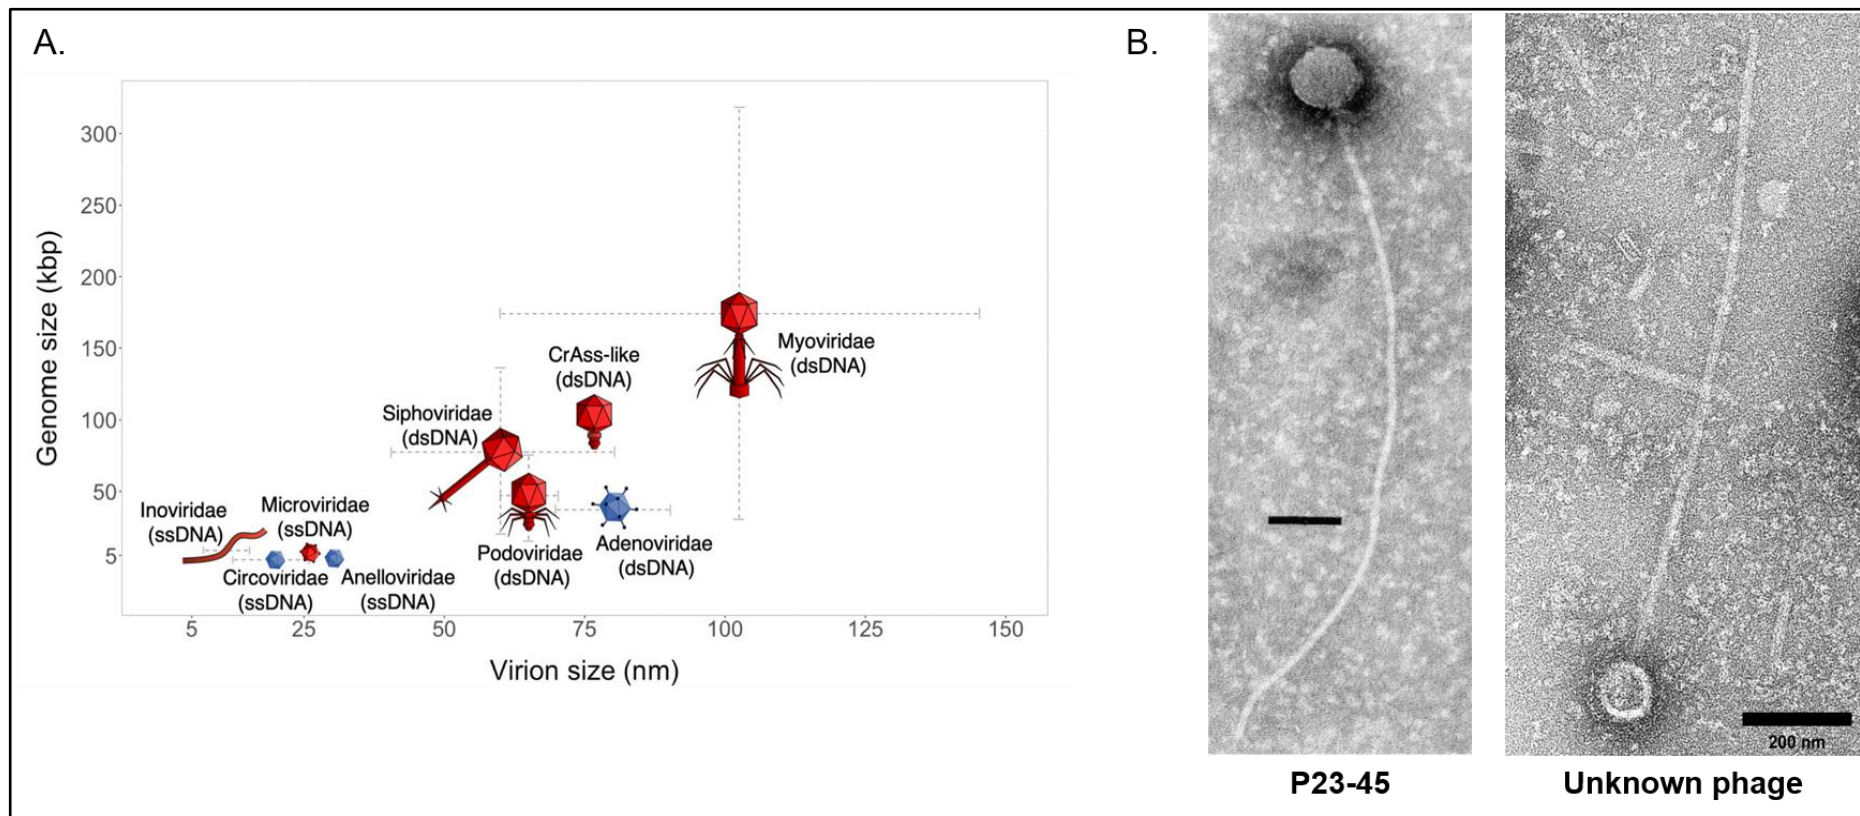 A.
B.
Genome size (kbp)
300
250
200
150
100
50
5
Myoviridae
(dsDNA)
CrAss-like
(dsDNA)
Siphoviridae
(dsDNA)
Inoviridae
(ssDNA)
Microviridae
(ssDNA)
Podoviridae
(dsDNA)
Adenoviridae
(dsDNA)
Circoviridae
(ssDNA)
Anelloviridae
(ssDNA)
5
25
50
75
100
125
150
Virion size (nm)
200 nm
P23-45
Unknown phage